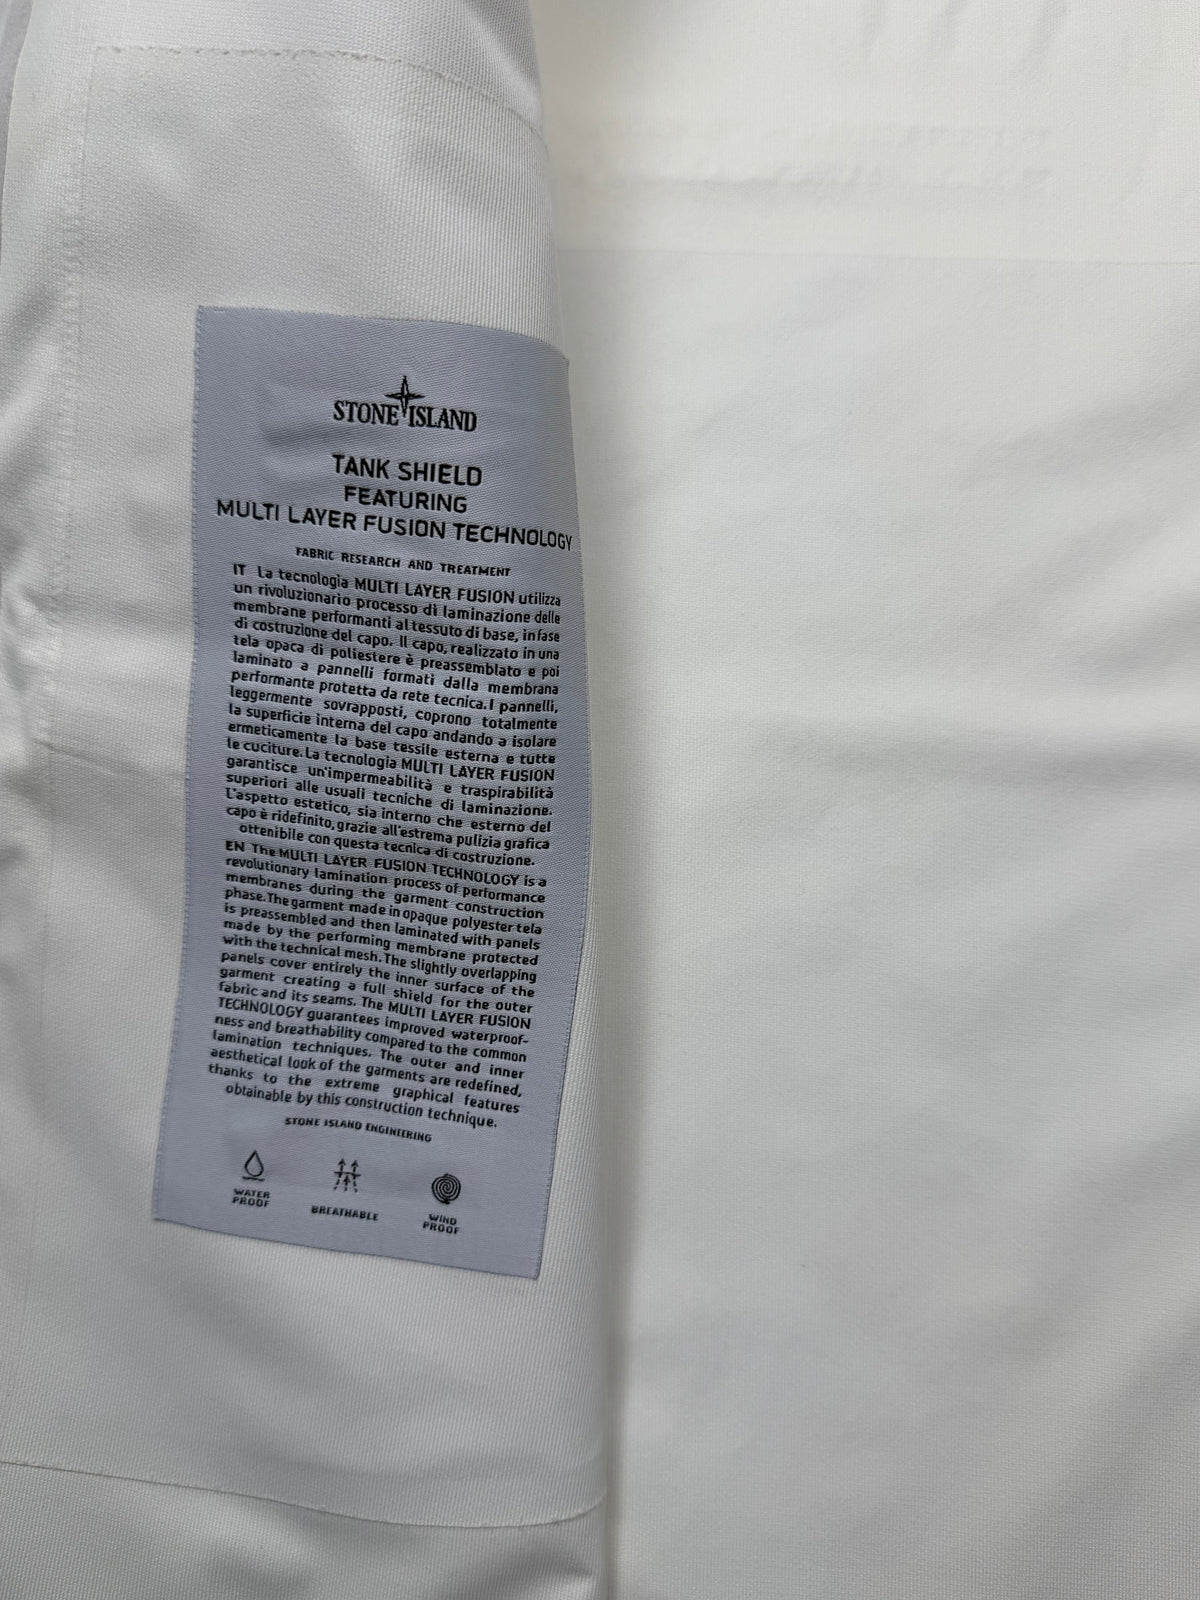 STONE ISLAND
TANK SHIELD
FEATURING
MULTI LAYER FUSION TECHNOLOGY
FABRIC RESEARCH AND TREATMENT
IT La tecnologia MULTI LAYER FUSION utilizza
un rivoluzionario processo di laminazione delle
membrane performanti al tessuto di base, in fase
di costruzione del capo. Il capo, realizzato in una
tela opaca di poliestere è preassemblato e poi
laminato a pannelli formati dalla membrana
performante protetta da rete tecnica. I pannelli,
leggermente sovrapposti, coprono totalmente
la superficie interna del capo andando a isolare
ermeticamente la base tessile esterna e tutte
le cuciture. La tecnologia MULTI LAYER FUSION
garantisce un'impermeabilità e traspirabilità
superiori alle usuali tecniche di laminazione.
L'aspetto estetico, sia interno che esterno del
capo è ridefinito, grazie all'estrema pulizia grafica
ottenibile con questa tecnica di costruzione.
EN The MULTI LAYER FUSION TECHNOLOGY is a
revolutionary lamination process of performance
membranes during the garment construction
phase. The garment made in opaque polyester tela
is preassembled and then laminated with panels
made by the performing membrane protected
with the technical mesh. The slightly overlapping
panels cover entirely the inner surface of the
garment creating a full shield for the outer
fabric and its seams. The MULTI LAYER FUSION
TECHNOLOGY guarantees improved waterproof-
ness and breathability compared to the common
lamination techniques. The outer and inner
aesthetical look of the garments are redefined,
thanks to the extreme graphical features
obtainable by this construction technique.
STONE ISLAND ENGINEERING
WATER PROOF
BREATHABLE
WIND PROOF